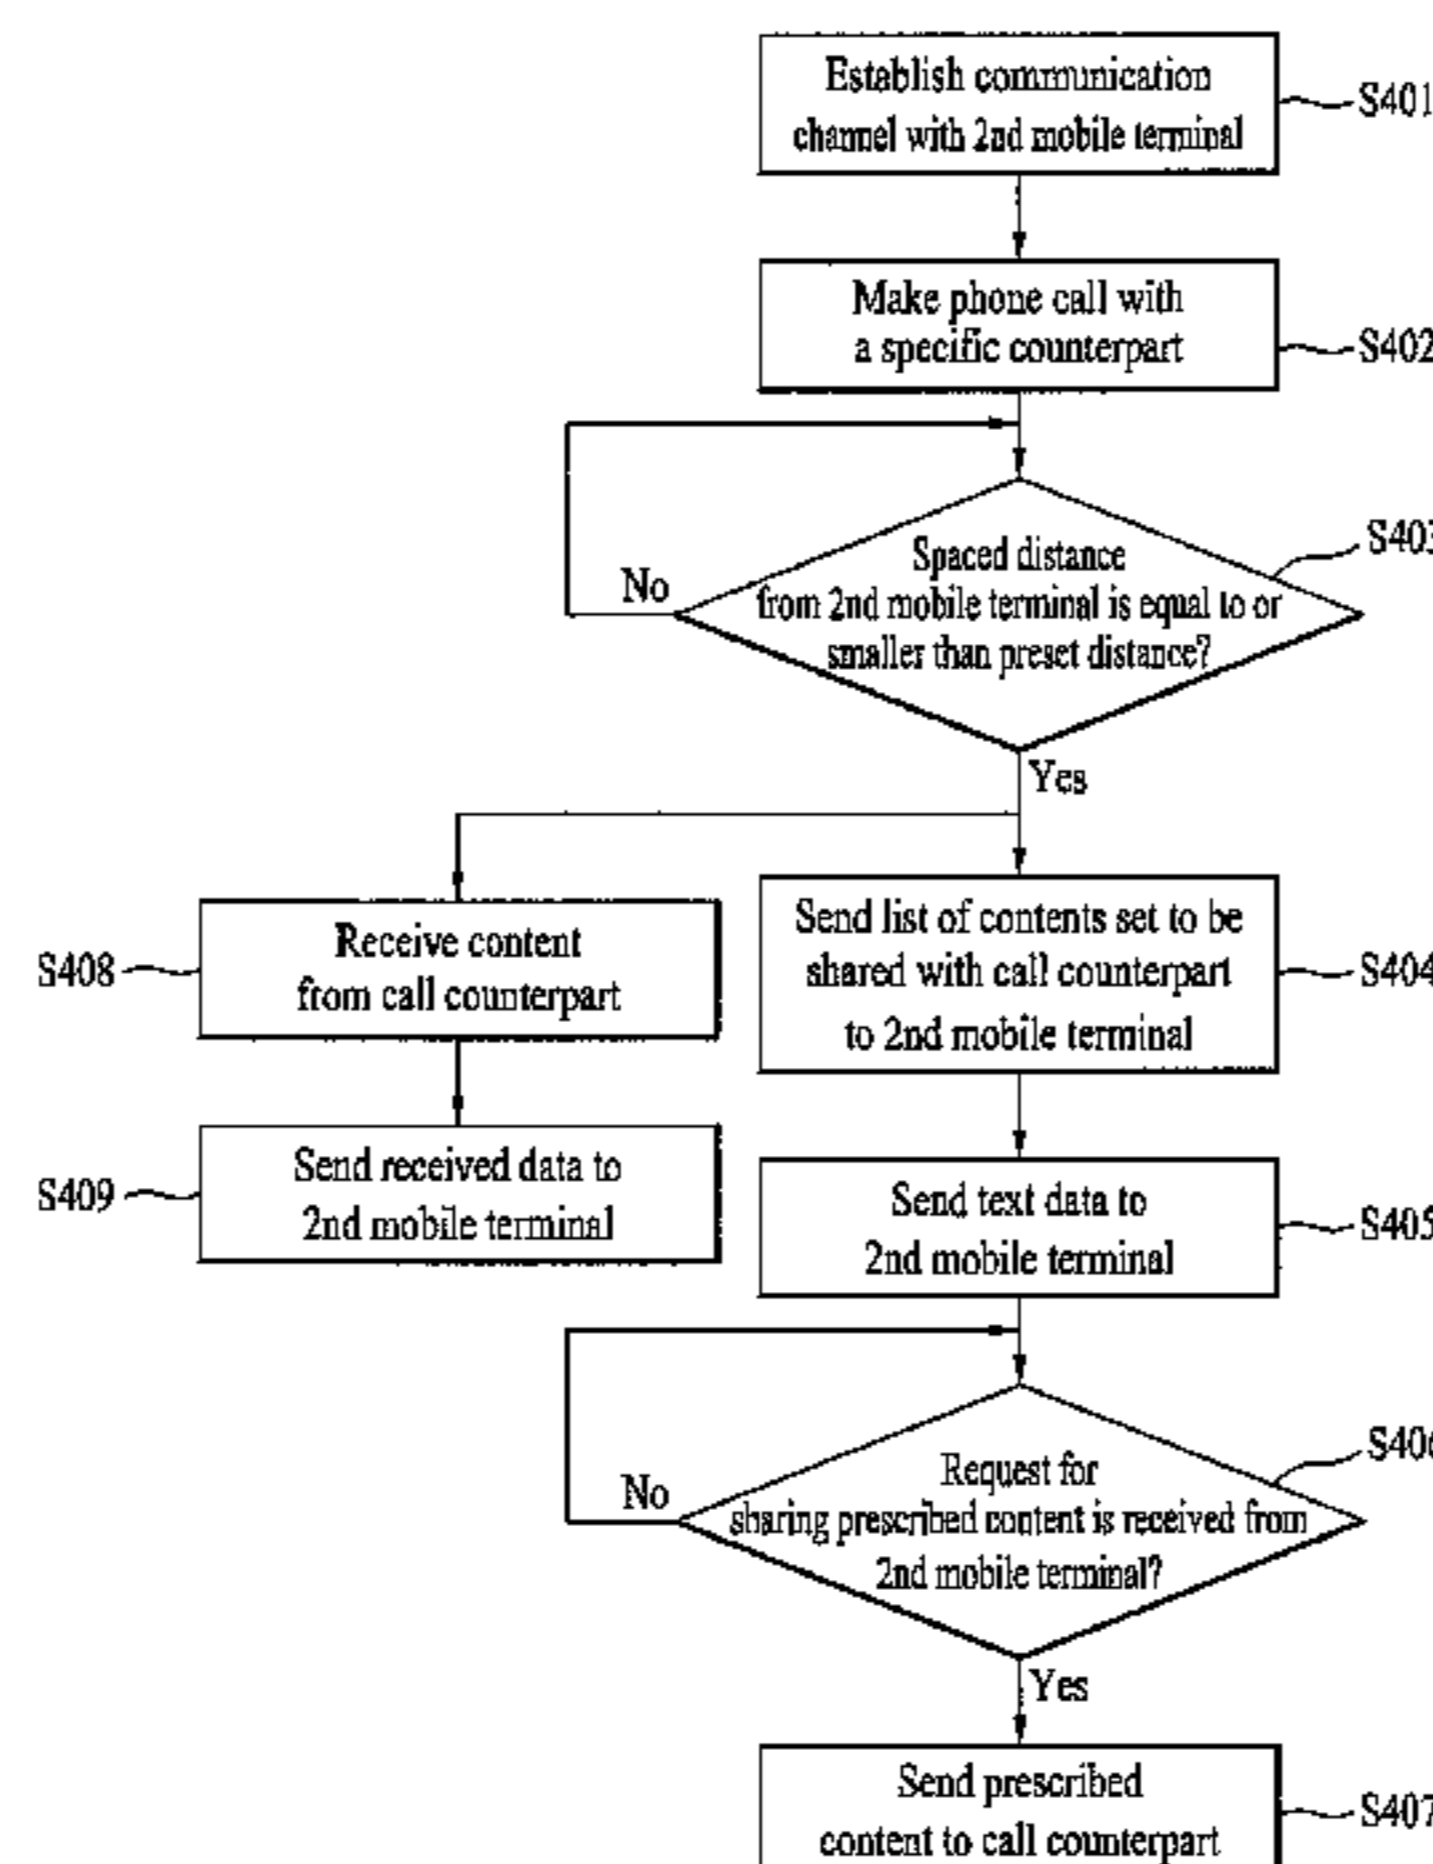 Establish communication
channel with 2nd mobile terminal
S401
Make phone call with
a specific counterpart
S402
Spaced distance
from 2nd mobile terminal is equal to or
smaller than preset distance?
S403
No
Yes
Receive content
from call counterpart
S408
Send list of contents set to be
shared with call counterpart
to 2nd mobile terminal
S404
Send received data to
2nd mobile terminal
S409
Send text data to
2nd mobile terminal
S405
Request for
sharing prescribed content is received from
2nd mobile terminal?
S406
No
Yes
Send prescribed
content to call counterpart
S407